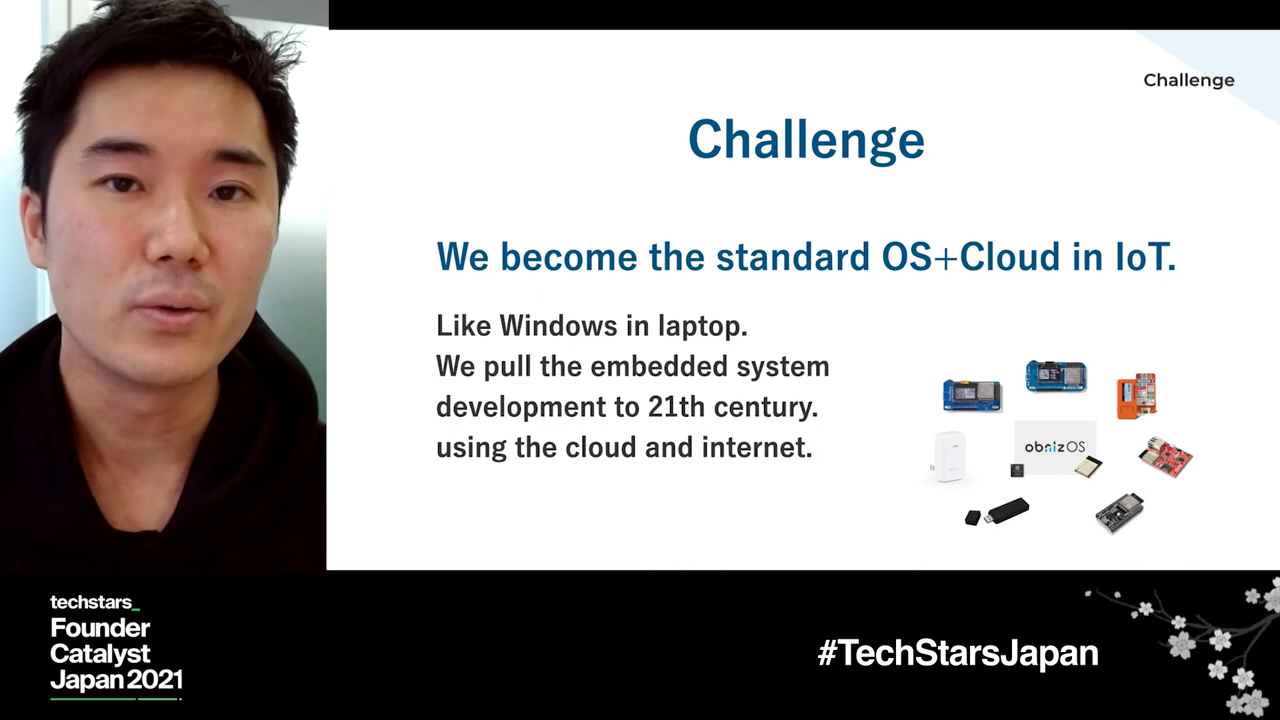 Challenge
Challenge
We become the standard OS+Cloud in IoT.
Like Windows in laptop.
We pull the embedded system
development to 21th century.
using the cloud and internet.
obnizOS
techstars_
Founder
Catalyst
Japan 2021
#TechStarsJapan